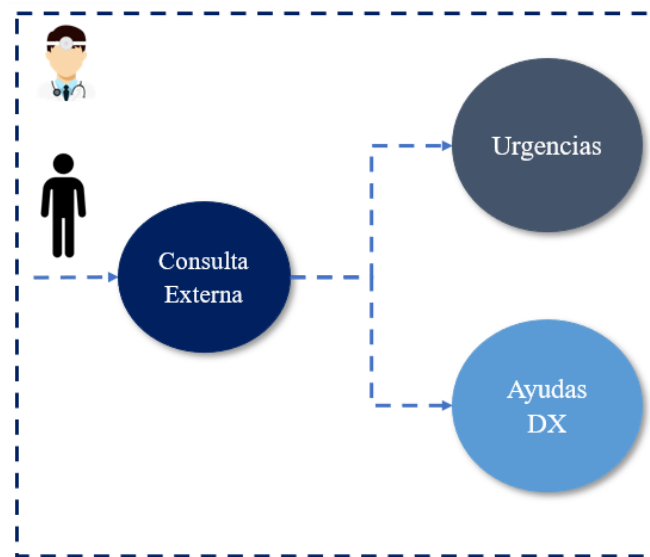 Urgencias
Consulta
Externa
Ayudas
DX